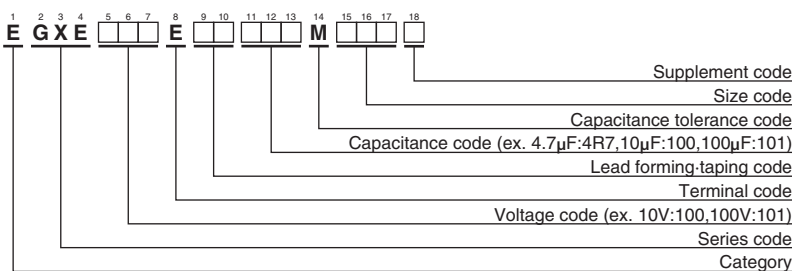 1 2 3 4 5 6 7 8 9 10 11 12 13 14 15 16 17 18
E G X E E M
Supplement code
Size code
Capacitance tolerance code
Capacitance code (ex. 4.7μF:4R7,10μF:100,100μF:101)
Lead forming·taping code
Terminal code
Voltage code (ex. 10V:100,100V:101)
Series code
Category